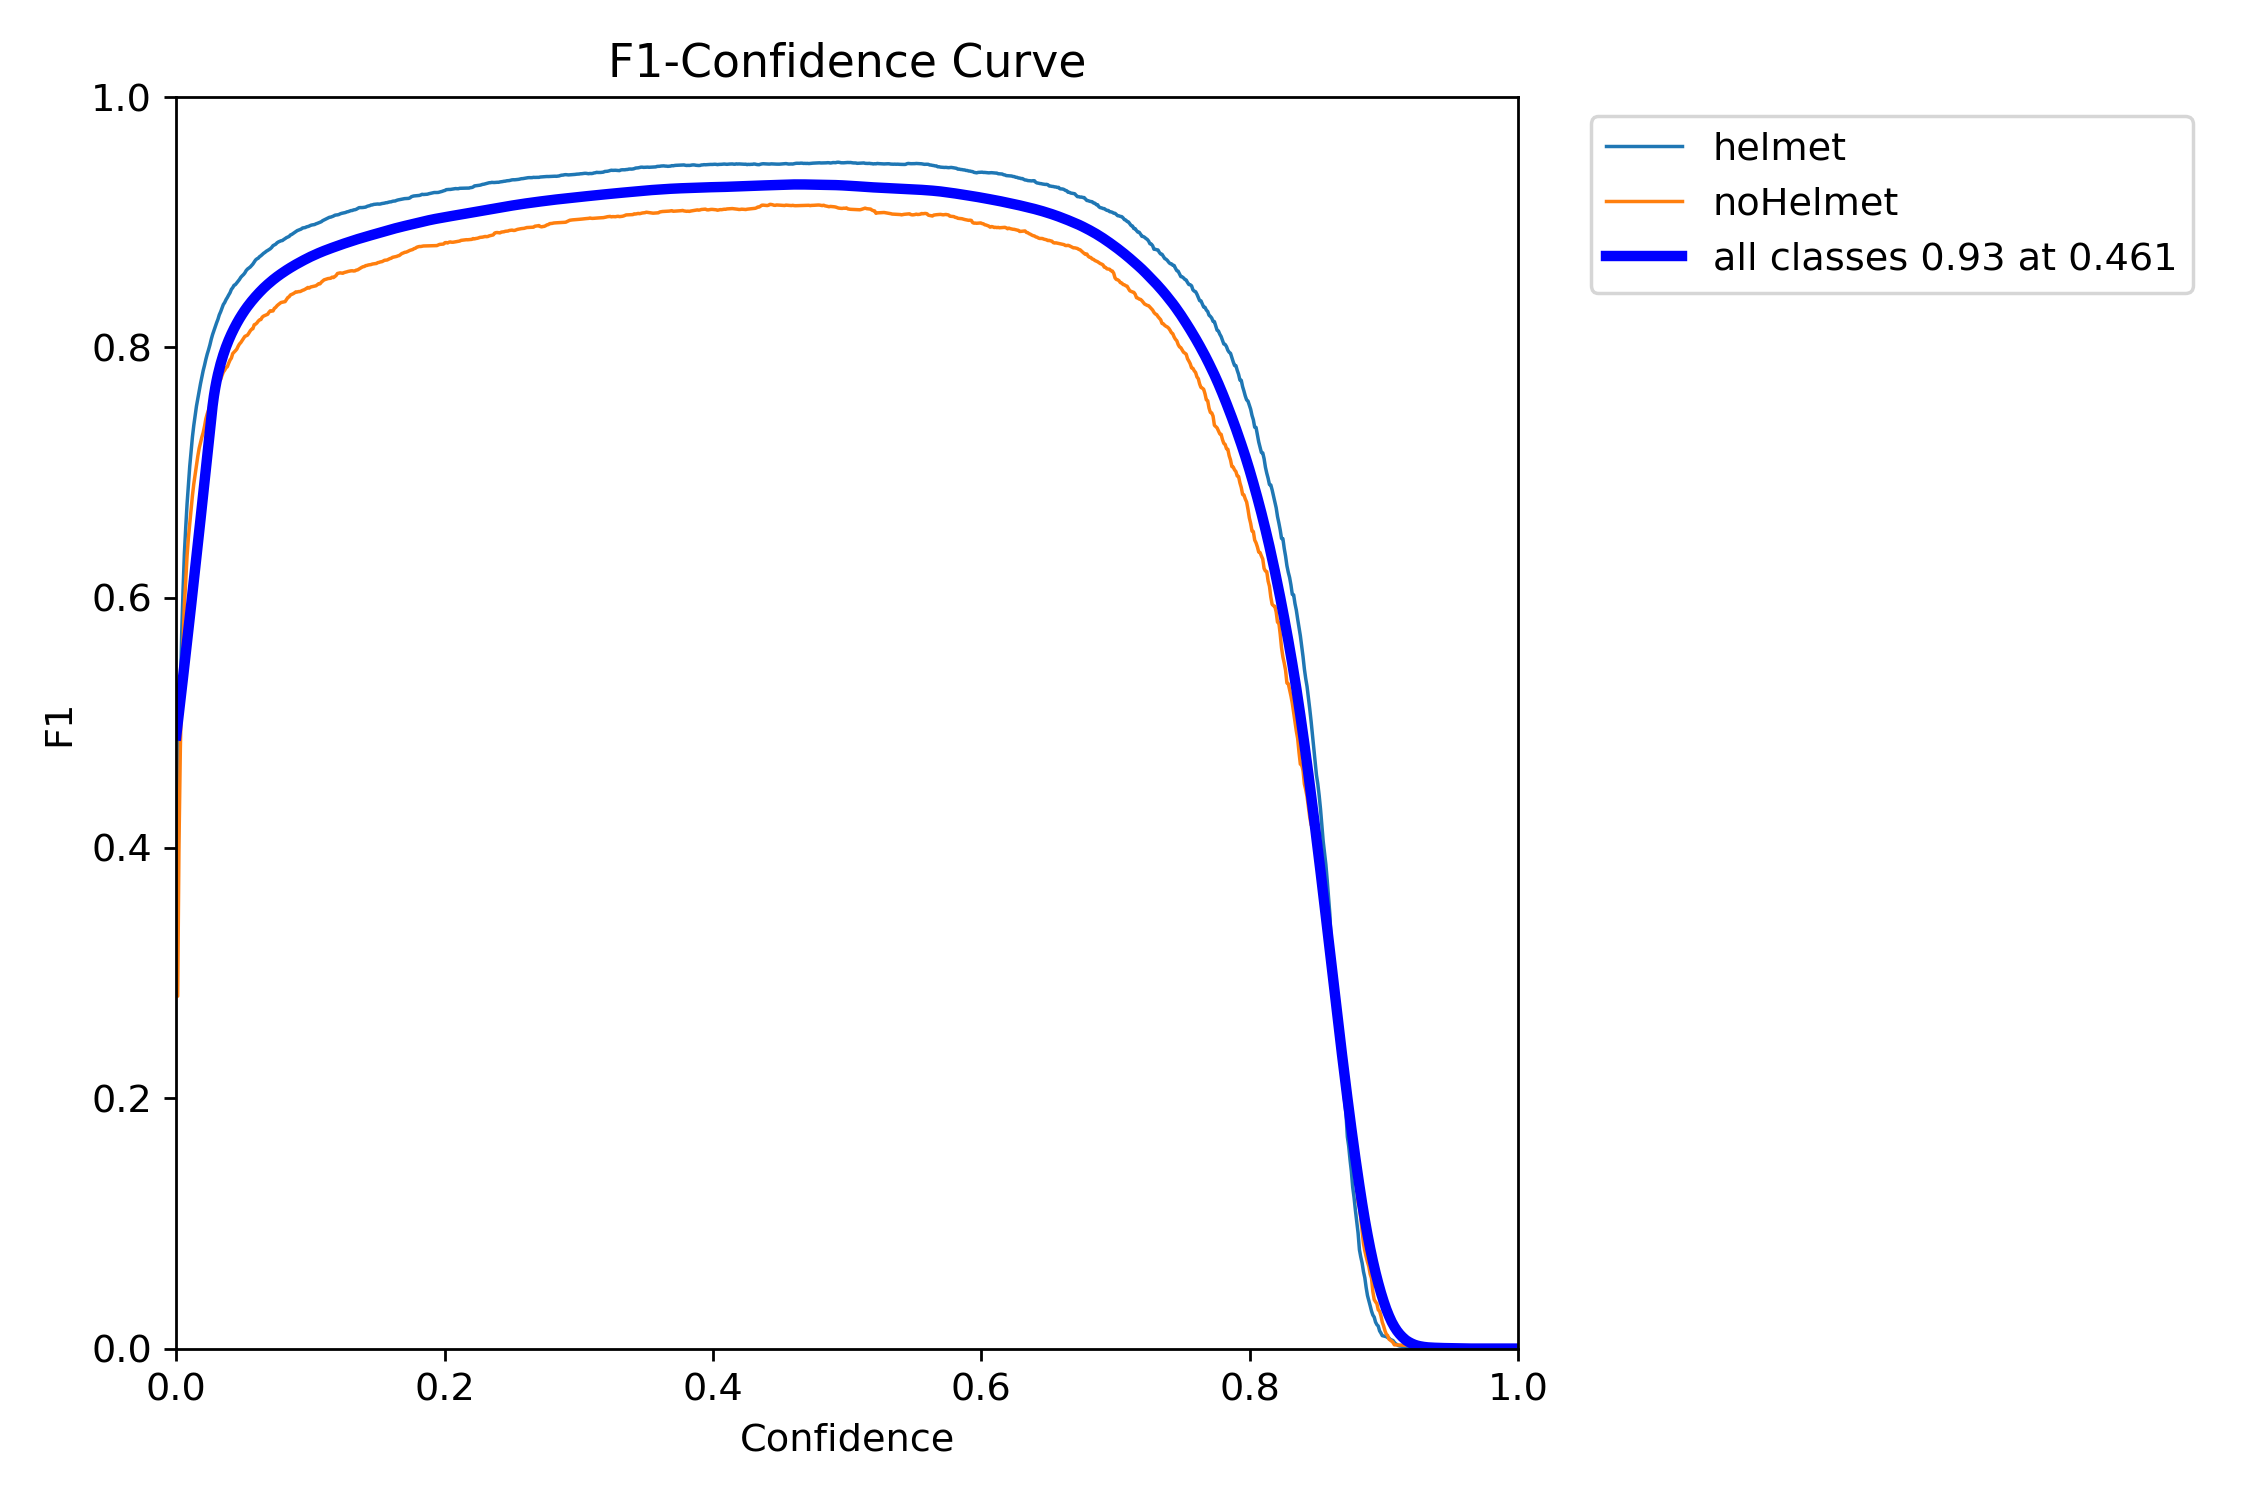 F1-Confidence Curve
1.0
0.8
0.6
0.4
0.2
0.0
F1
0.0 0.2 0.4 0.6 0.8 1.0
Confidence
helmet
noHelmet
all classes 0.93 at 0.461